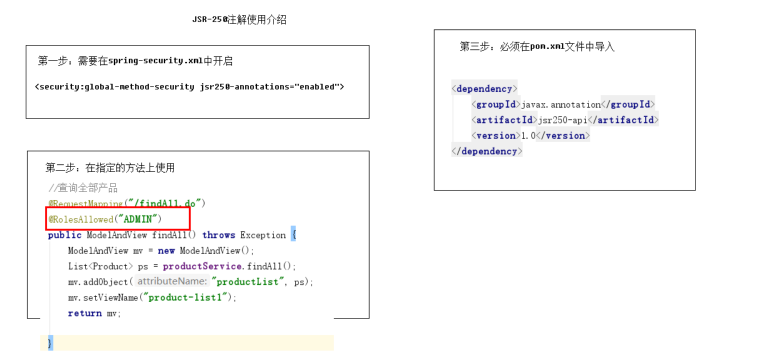 JSR-250注解使用介绍
第一步：需要在spring-security.xml中开启
<security:global-method-security jsr250-annotations="enabled">
第二步：在指定的方法上使用
//查询全部产品
@RequestMapping("/findAll.do")
@RolesAllowed("ADMIN")
public ModelAndView findAll() throws Exception {
ModelAndView mv = new ModelAndView();
List<Product> ps = productService.findAll();
mv.addObject( attributeName: "productList", ps);
mv.setViewName("product-list1");
return mv;
}
第三步：必须在pom.xml文件中导入
<dependency>
<groupId>javax.annotation</groupId>
<artifactId>jsr250-api</artifactId>
<version>1.0</version>
</dependency>